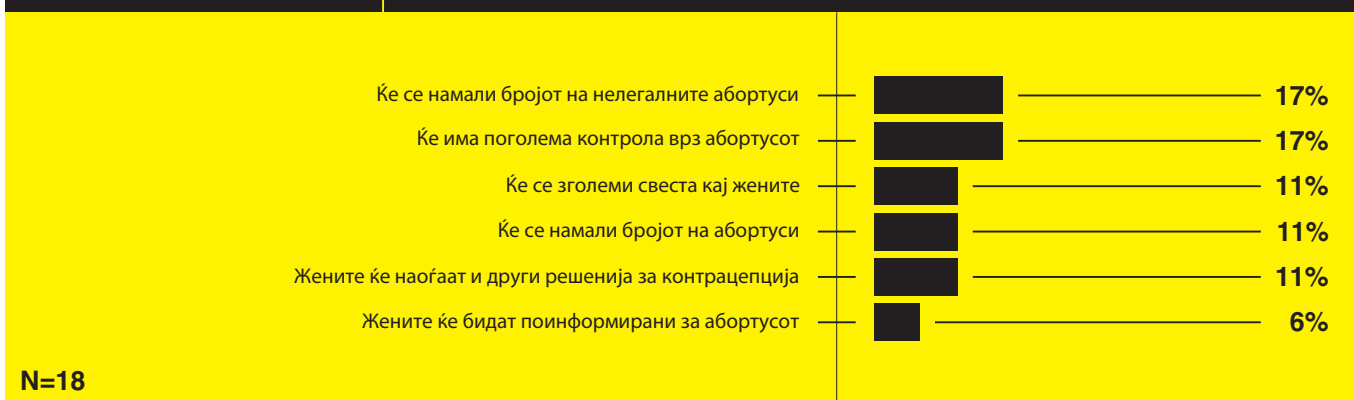 Ќе се намали бројот на нелегалните абортуси 17%
Ќе има поголема контрола врз абортусот 17%
Ќе се зголеми свеста кај жените 11%
Ќе се намали бројот на абортуси 11%
Жените ќе наоѓаат и други решенија за контрацепција 11%
Жените ќе бидат поинформирани за абортусот 6%
N=18